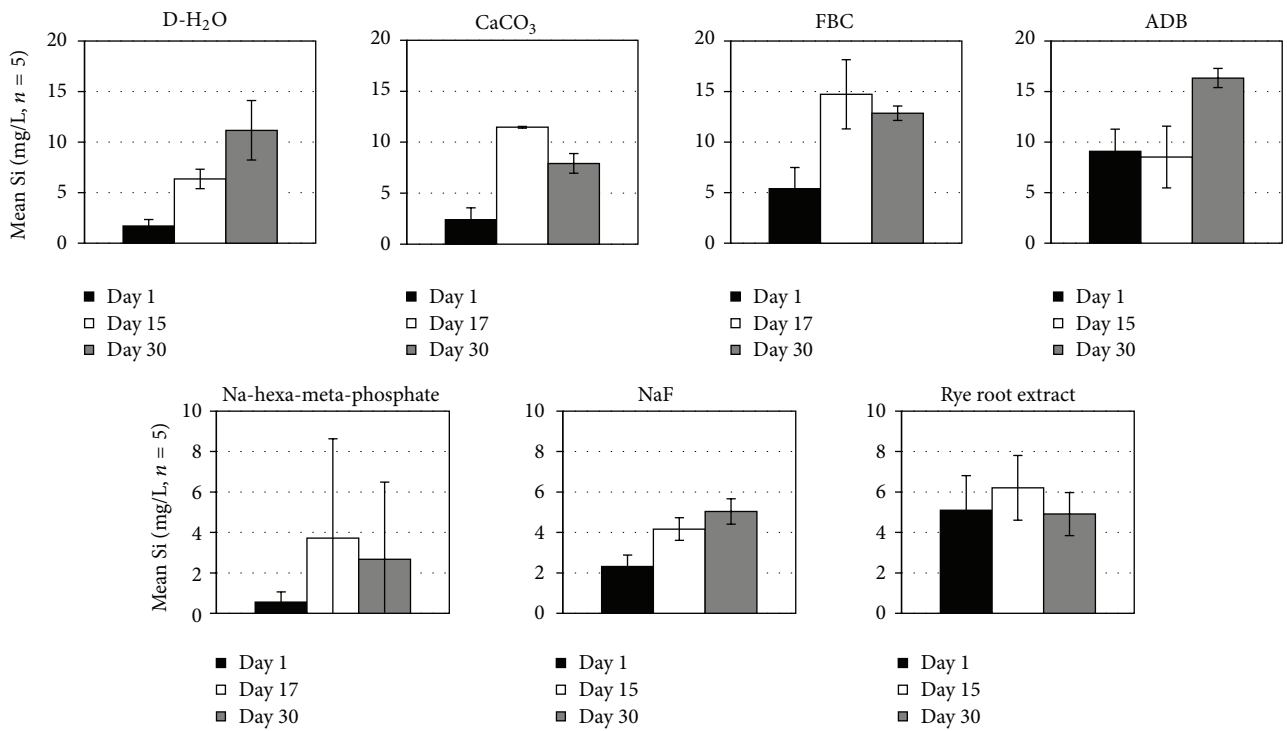 D-H₂O
CaCO₃
FBC
ADB
Mean Si (mg/L, n = 5)
20
15
10
5
0
20
15
10
5
0
20
15
10
5
0
20
15
10
5
0
Day 1
Day 15
Day 30
Day 1
Day 17
Day 30
Day 1
Day 17
Day 30
Day 1
Day 15
Day 30
Na-hexa-meta-phosphate
NaF
Rye root extract
Mean Si (mg/L, n = 5)
10
8
6
4
2
0
10
8
6
4
2
0
10
8
6
4
2
0
Day 1
Day 17
Day 30
Day 1
Day 15
Day 30
Day 1
Day 15
Day 30